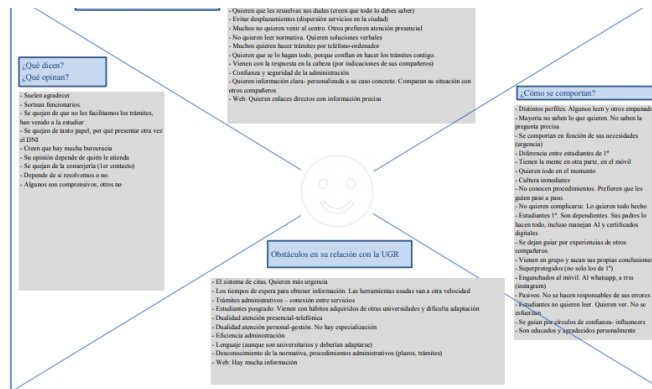 - Quieren que les resuelvas sus dudas (creen que todo lo debes saber)
- Evitar desplazamientos (dispersión servicios en la ciudad)
- Muchos no quieren venir al centro. Otros prefieren atención presencial
- No quieren leer normativa. Quieren soluciones verbales
- Muchos quieren hacer trámites por teléfono-ordenador
- Quieren que se lo hagan todo, porque confían en hacer los trámites contigo.
- Vienen con la respuesta en la cabeza (por indicaciones de sus compañeros)
- Confianza y seguridad de la administración
- Quieren información clara- personalizada a su caso concreto. Comparan su situación con
otros compañeros
- Web: Quieren enlaces directos con información precisa
¿Qué dicen?
¿Qué opinan?
- Suelen agradecer
- Sortean funcionarios.
- Se quejan de que no les facilitamos los trámites,
han venido a la estudiar
- Se quejan de tanto papel, por qué presentar otra vez
el DNI
- Creen que hay mucha burocracia
- Su opinión depende de quién le atienda
- Se quejan de la conserjería (1er contacto)
- Depende de si resolvemos o no.
- Algunos son comprensivos, otros no
¿Cómo se comportan?
- Distintos perfiles. Algunos leen y otros empanado
- Mayoría no saben lo que quieren. No saben la
pregunta precisa
- Se comportan en función de sus necesidades
(urgencia)
- Diferencia entre estudiantes de 1º
- Tienen la mente en otra parte, en el móvil
- Quieren todo en el momento
- Cultura inmediatez
- No conocen procedimientos. Prefieren que les
guíen paso a paso.
- No quieren complicarse. Lo quieren todo hecho
- Estudiantes 1º. Son dependientes. Sus padres lo
hacen todo, incluso manejan AI y certificados
digitales
- Se dejan guiar por experiencias de otros
compañeros.
- Vienen en grupo y sacan sus propias conclusiones
- Superprotegidos (no solo los de 1º)
- Enganchados al móvil. Al whatsapp, a rrss
(instagram)
- Pasivos. No se hacen responsables de sus errores
- Estudiantes no quieren leer. Quieren ver. No se
esfuerzan
- Se guían por círculos de confianza- influencers
- Son educados y agradecidos personalmente
Obstáculos en su relación con la UGR
- El sistema de citas. Quieren más urgencia
- Los tiempos de espera para obtener información. Las herramientas usadas van a otra velocidad
- Trámites administrativos – conexión entre servicios
- Estudiantes posgrado: Vienen con hábitos adquiridos de otras universidades y dificulta adaptación
- Dualidad atención presencial-telefónica
- Dualidad atención personal-gestión. No hay especialización
- Eficiencia administración
- Lenguaje (aunque son universitarios y deberían adaptarse)
- Desconocimiento de la normativa, procedimientos administrativos (plazos, trámites)
- Web: Hay mucha información